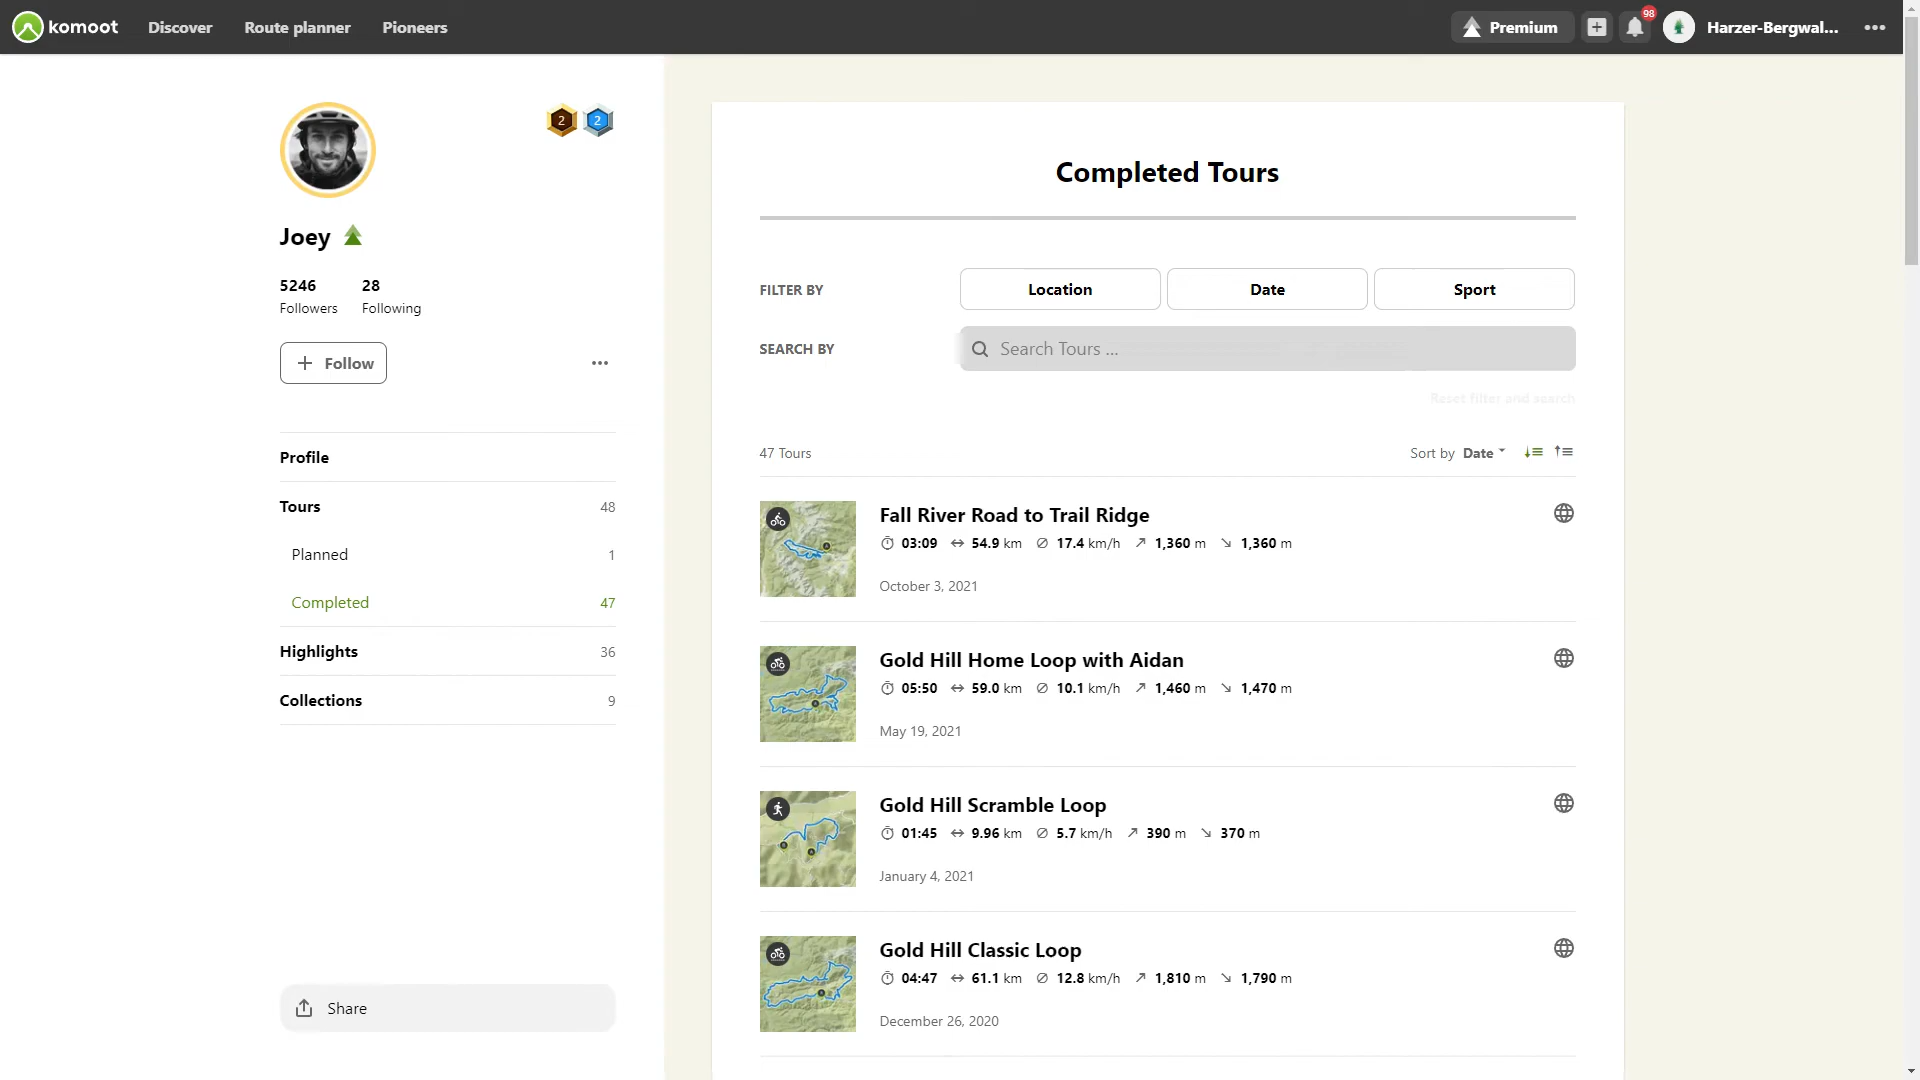 komoot Discover Route planner Pioneers Premium 98 Harzer-Bergwal...
2 2
Joey
5246 28
Followers Following
Follow
Profile
Tours 48
Planned 1
Completed 47
Highlights 36
Collections 9
Share
Completed Tours
FILTER BY Location Date Sport
SEARCH BY Search Tours ...
Reset filter and search
47 Tours Sort by Date
Fall River Road to Trail Ridge
03:09 54.9 km 17.4 km/h 1,360 m 1,360 m
October 3, 2021
Gold Hill Home Loop with Aidan
05:50 59.0 km 10.1 km/h 1,460 m 1,470 m
May 19, 2021
Gold Hill Scramble Loop
01:45 9.96 km 5.7 km/h 390 m 370 m
January 4, 2021
Gold Hill Classic Loop
04:47 61.1 km 12.8 km/h 1,810 m 1,790 m
December 26, 2020